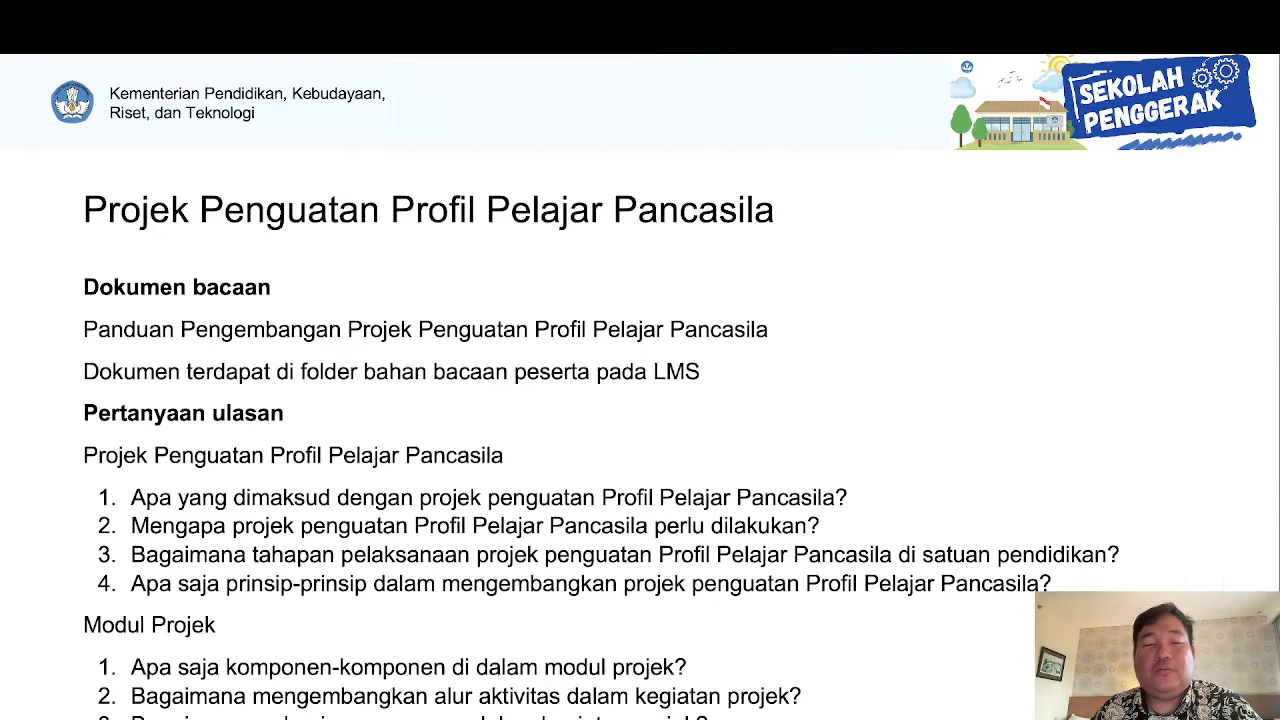 Kementerian Pendidikan, Kebudayaan,
Riset, dan Teknologi
SEKOLAH
PENGGERAK
Projek Penguatan Profil Pelajar Pancasila
Dokumen bacaan
Panduan Pengembangan Projek Penguatan Profil Pelajar Pancasila
Dokumen terdapat di folder bahan bacaan peserta pada LMS
Pertanyaan ulasan
Projek Penguatan Profil Pelajar Pancasila
1. Apa yang dimaksud dengan projek penguatan Profil Pelajar Pancasila?
2. Mengapa projek penguatan Profil Pelajar Pancasila perlu dilakukan?
3. Bagaimana tahapan pelaksanaan projek penguatan Profil Pelajar Pancasila di satuan pendidikan?
4. Apa saja prinsip-prinsip dalam mengembangkan projek penguatan Profil Pelajar Pancasila?
Modul Projek
1. Apa saja komponen-komponen di dalam modul projek?
2. Bagaimana mengembangkan alur aktivitas dalam kegiatan projek?